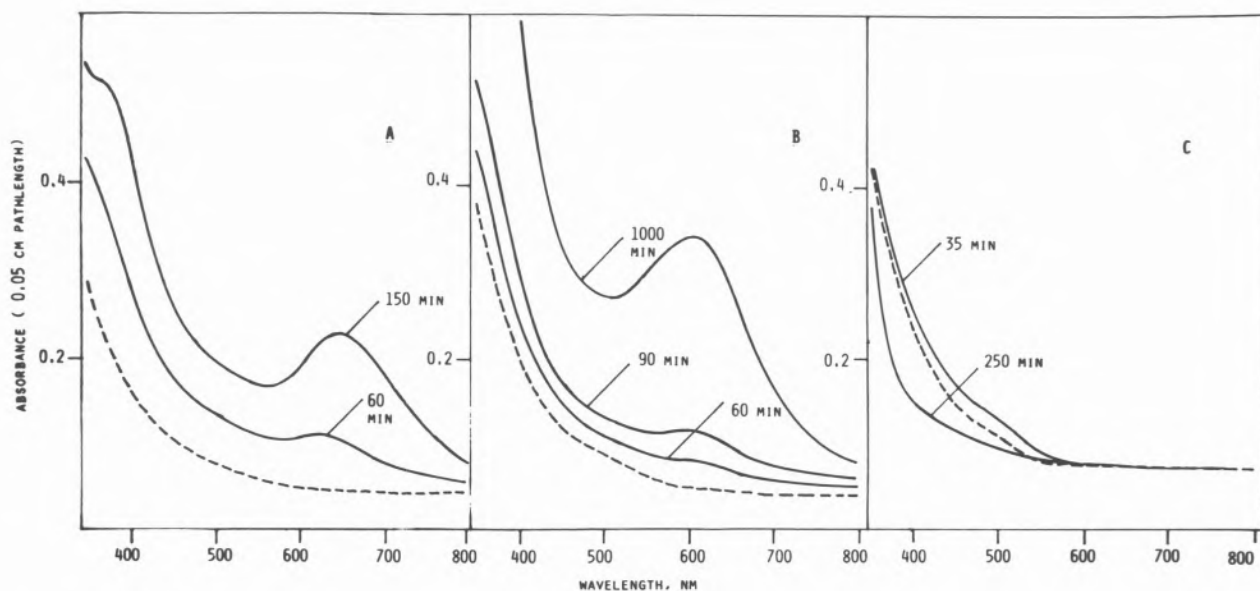 ABSORBANCE ( 0.05 CM PATHLENGTH)
0.4
0.2
A
150 MIN
60
MIN
400
500
600
700
800
0.4
0.2
B
1000
MIN
90 MIN
60 MIN
400
500
600
700
800
0.4
0.2
C
35 MIN
250 MIN
400
500
600
700
800
WAVELENGTH, NM